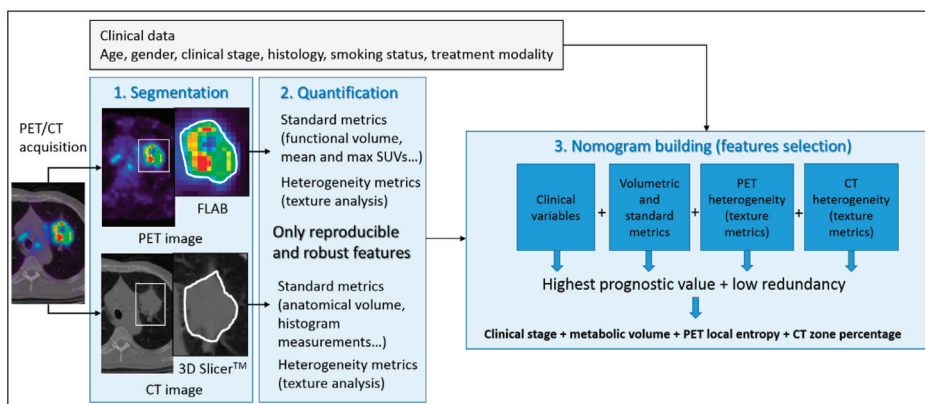 Clinical data
Age, gender, clinical stage, histology, smoking status, treatment modality
PET/CT
acquisition
1. Segmentation
FLAB
PET image
3D Slicer™
CT image
2. Quantification
Standard metrics
(functional volume,
mean and max SUVs...)
Heterogeneity metrics
(texture analysis)
Only reproducible
and robust features
Standard metrics
(anatomical volume,
histogram
measurements...)
Heterogeneity metrics
(texture analysis)
3. Nomogram building (features selection)
Clinical
variables
+
Volumetric
and
standard
metrics
+
PET
heterogeneity
(texture
metrics)
+
CT
heterogeneity
(texture
metrics)
Highest prognostic value + low redundancy
Clinical stage + metabolic volume + PET local entropy + CT zone percentage